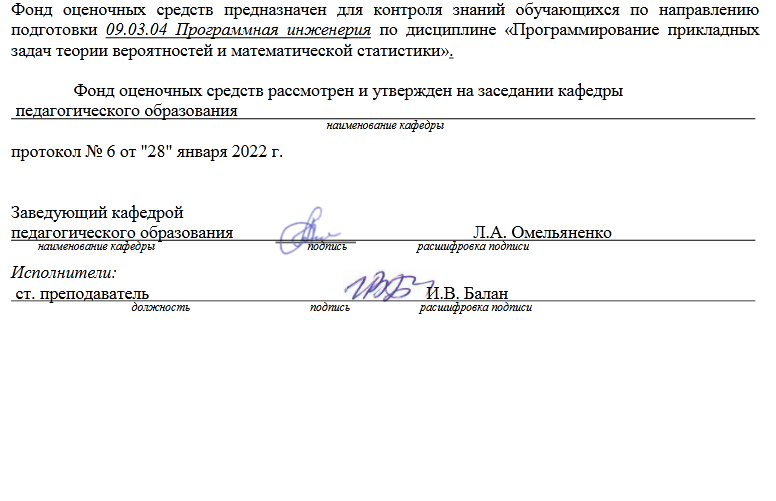 Фонд оценочных средств предназначен для контроля знаний обучающихся по направлению
подготовки 09.03.04 Программная инженерия по дисциплине «Программирование прикладных
задач теории вероятностей и математической статистики».
Фонд оценочных средств рассмотрен и утвержден на заседании кафедры
педагогического образования
наименование кафедры
протокол № 6 от "28" января 2022 г.
Заведующий кафедрой
педагогического образования Л.А. Омельяненко
наименование кафедры подпись расшифровка подписи
Исполнители:
ст. преподаватель И.В. Балан
должность подпись расшифровка подписи